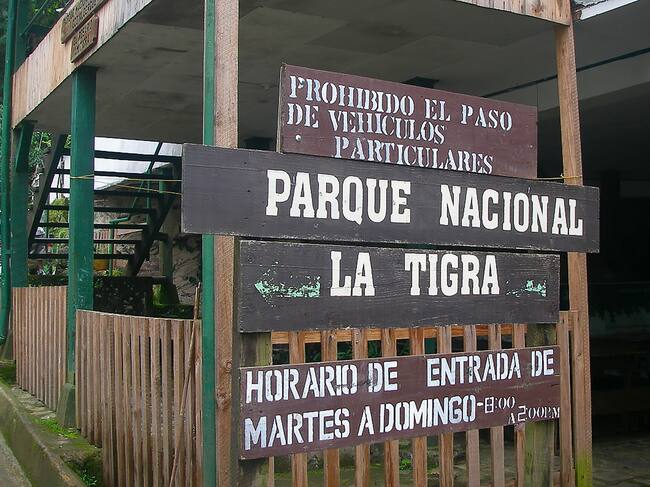 PROHIBIDO EL PASO
DE VEHICULOS
PARTICULARES
PARQUE NACIONAL
LA TIGRA
HORARIO DE ENTRADA DE
MARTES A DOMINGO-8:00
A 2:00PM